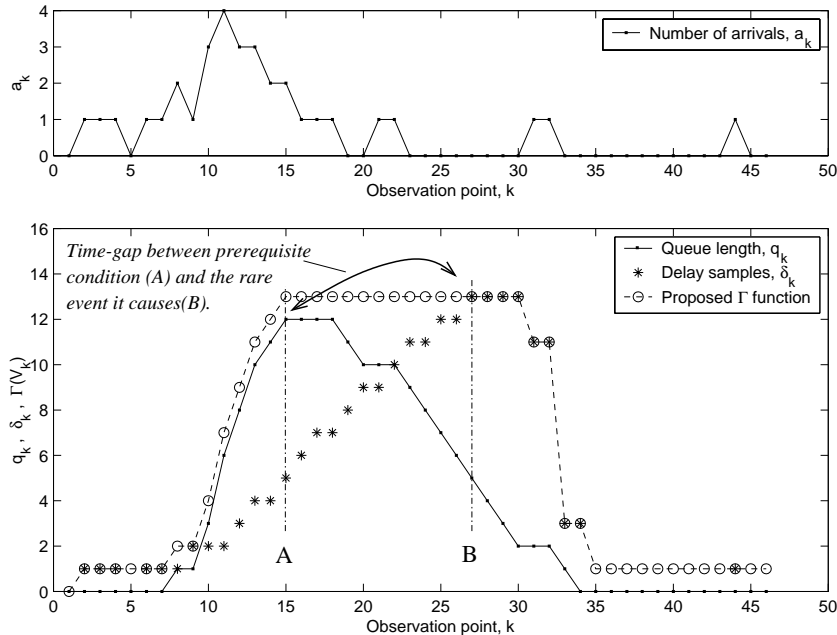 4
3
2
1
0
a_k
0 5 10 15 20 25 30 35 40 45 50
Observation point, k
Number of arrivals, a_k
16
14
12
10
8
6
4
2
0
q_k , δ_k , Γ(V_k)
Time-gap between prerequisite
condition (A) and the rare
event it causes(B).
Queue length, q_k
Delay samples, δ_k
Proposed Γ function
A B
0 5 10 15 20 25 30 35 40 45 50
Observation point, k